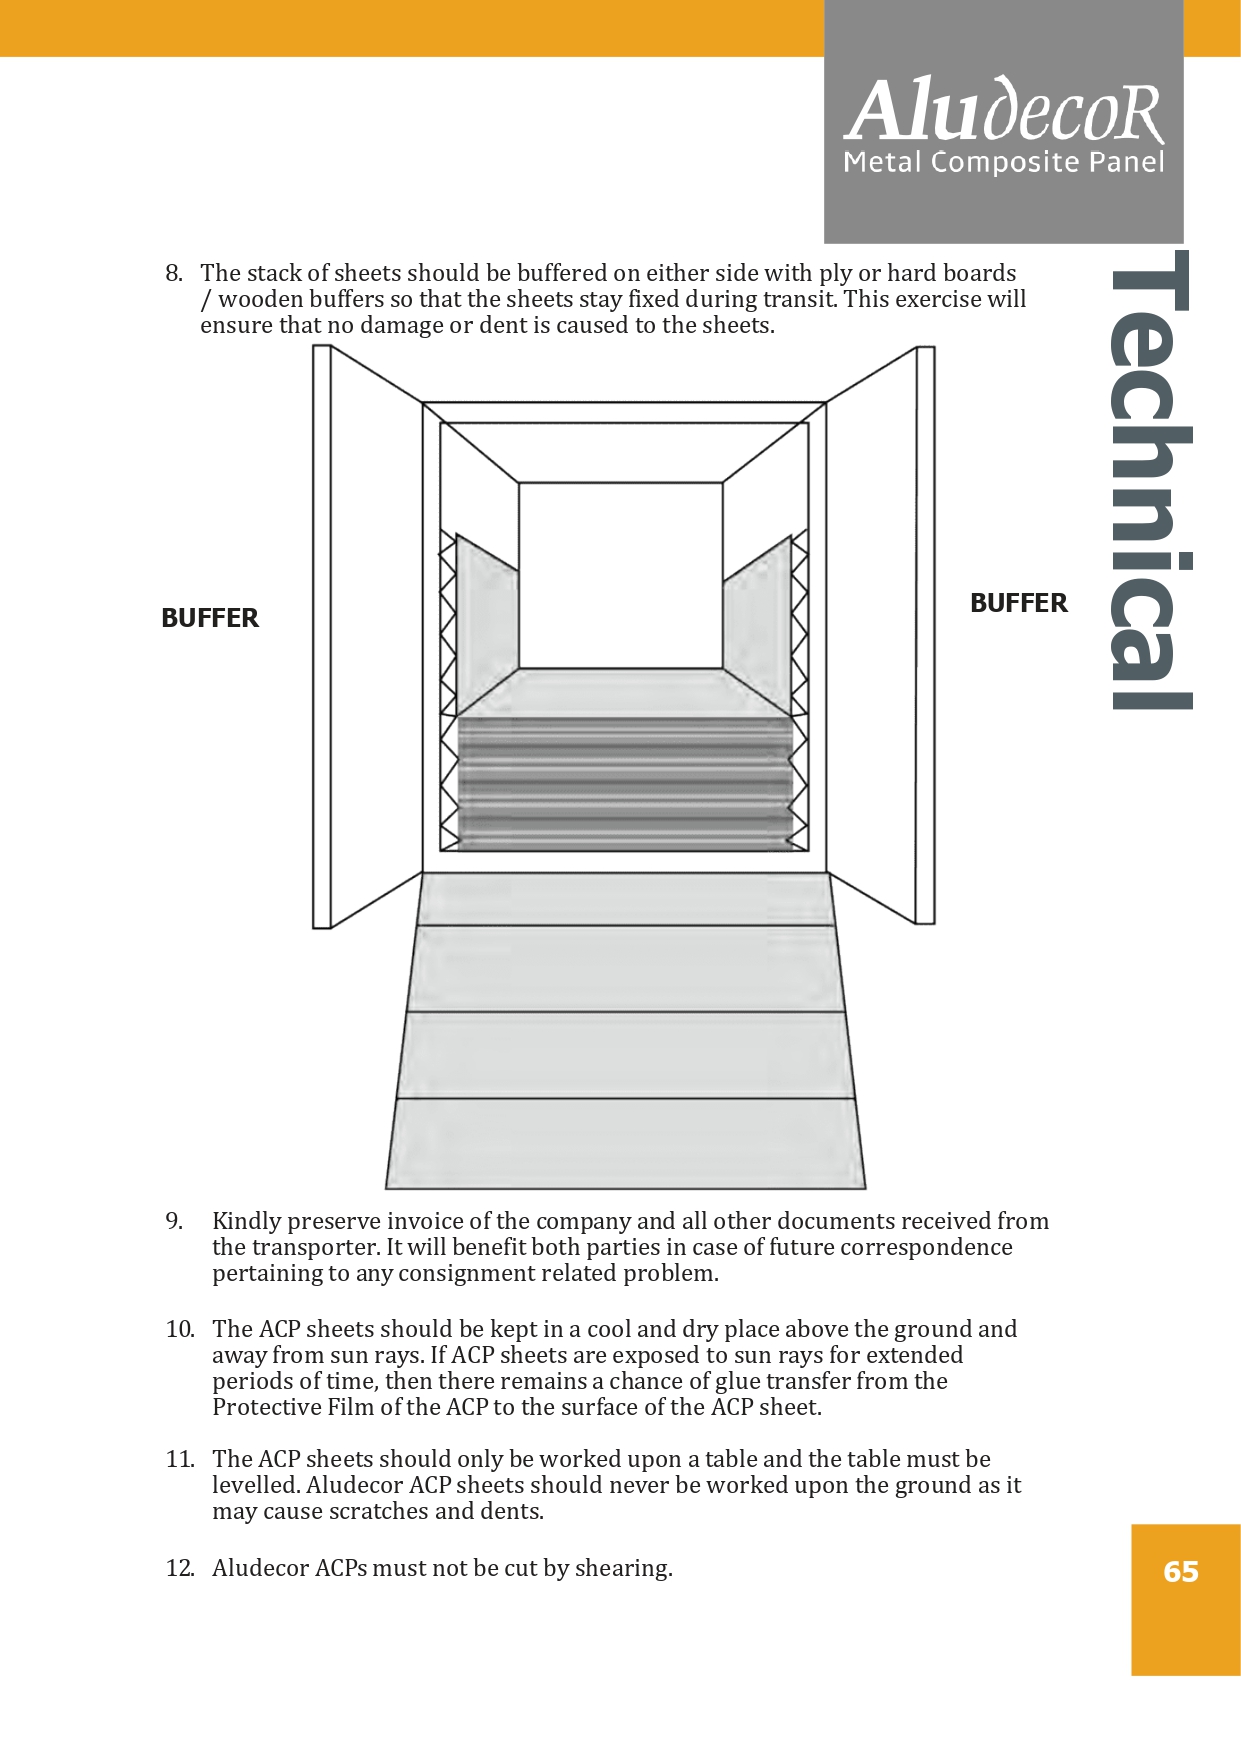 AludecoR
Metal Composite Panel
Technical
8. The stack of sheets should be buffered on either side with ply or hard boards
/ wooden buffers so that the sheets stay fixed during transit. This exercise will
ensure that no damage or dent is caused to the sheets.
BUFFER
BUFFER
9. Kindly preserve invoice of the company and all other documents received from
the transporter. It will benefit both parties in case of future correspondence
pertaining to any consignment related problem.
10. The ACP sheets should be kept in a cool and dry place above the ground and
away from sun rays. If ACP sheets are exposed to sun rays for extended
periods of time, then there remains a chance of glue transfer from the
Protective Film of the ACP to the surface of the ACP sheet.
11. The ACP sheets should only be worked upon a table and the table must be
levelled. Aludecor ACP sheets should never be worked upon the ground as it
may cause scratches and dents.
12. Aludecor ACPs must not be cut by shearing.
65